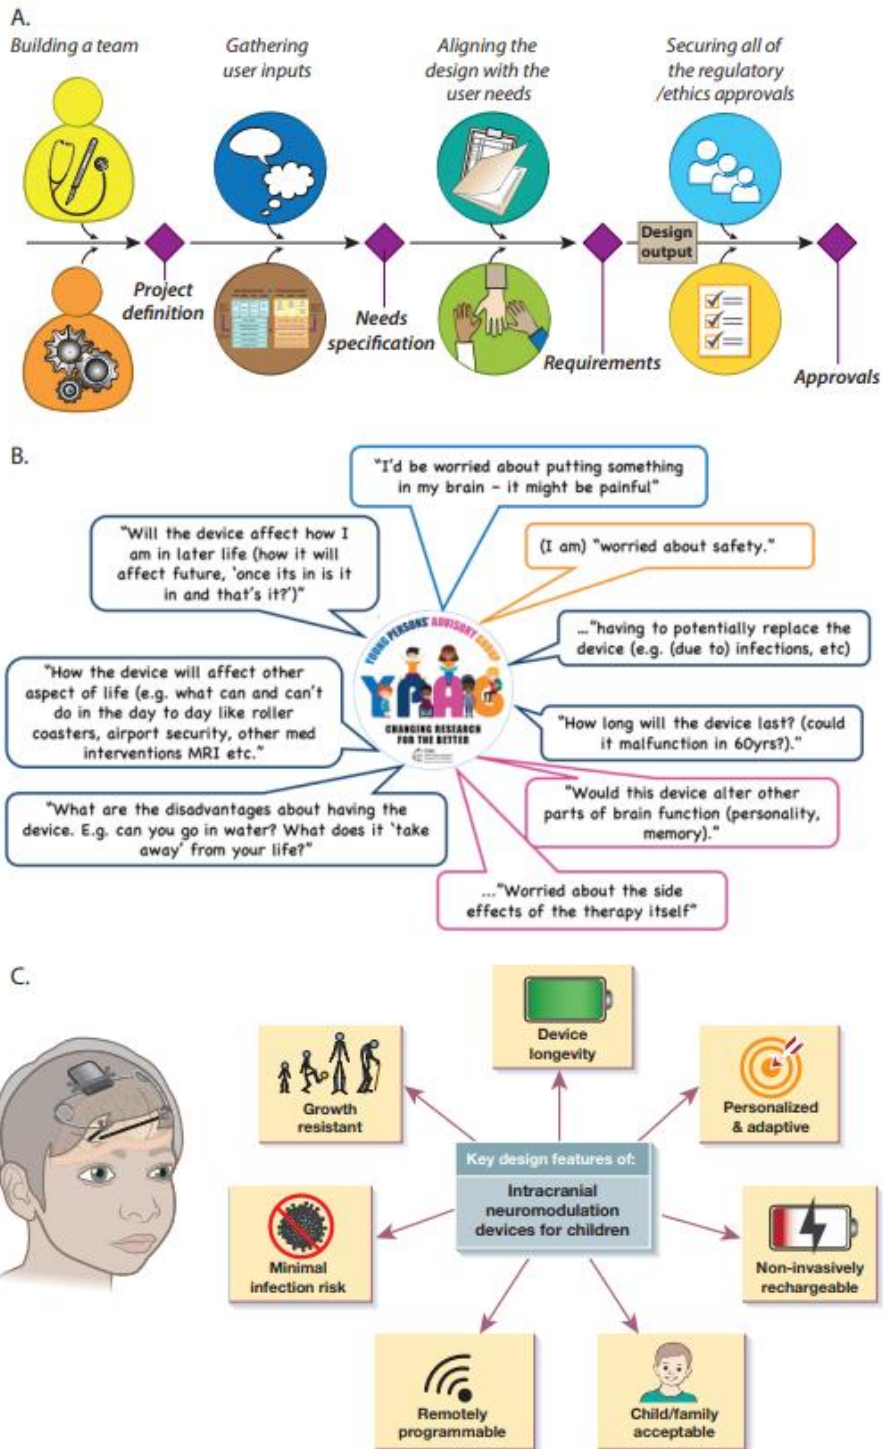 A.
Building a team
Gathering
user inputs
Aligning the
design with the
user needs
Securing all of
the regulatory
/ethics approvals
Project
definition
Needs
specification
Requirements
Design
output
Approvals
B.
"I'd be worried about putting something
in my brain – it might be painful"
"Will the device affect how I
am in later life (how it will
affect future, 'once its in is it
in and that's it?')"
(I am) "worried about safety."
..."having to potentially replace the
device (e.g. (due to) infections, etc)
"How the device will affect other
aspect of life (e.g. what can and can't
do in the day to day like roller
coasters, airport security, other med
interventions MRI etc."
"How long will the device last? (could
it malfunction in 60yrs?)."
"What are the disadvantages about having the
device. E.g. can you go in water? What does it 'take
away' from your life?"
"Would this device alter other
parts of brain function (personality,
memory)."
..."Worried about the side
effects of the therapy itself"
YOUNG PERSONS' ADVISORY GROUP
YPAG
CHANGING RESEARCH
FOR THE BETTER
C.
Device
longevity
Growth
resistant
Personalized
& adaptive
Key design features of:
Intracranial
neuromodulation
devices for children
Minimal
infection risk
Non-invasively
rechargeable
Remotely
programmable
Child/family
acceptable